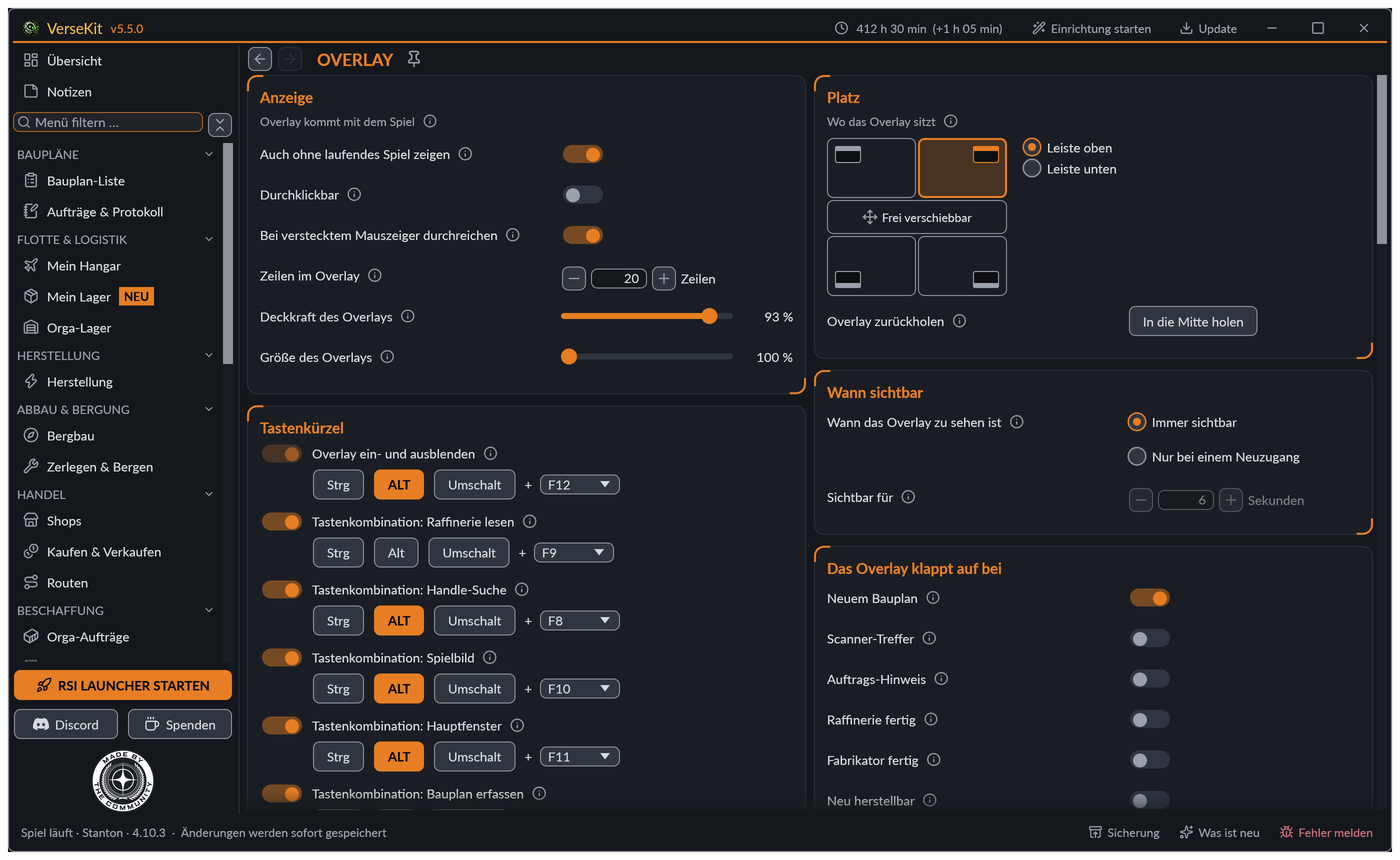 VerseKit v5.5.0
412 h 30 min (+1 h 05 min)
Einrichtung starten
Update
Übersicht
Notizen
Menü filtern ...
BAUPLÄNE
Bauplan-Liste
Aufträge & Protokoll
FLOTTE & LOGISTIK
Mein Hangar
Mein Lager NEU
Orga-Lager
HERSTELLUNG
Herstellung
ABBAU & BERGUNG
Bergbau
Zerlegen & Bergen
HANDEL
Shops
Kaufen & Verkaufen
Routen
BESCHAFFUNG
Orga-Aufträge
RSI LAUNCHER STARTEN
Discord
Spenden
MADE BY
THE COMMUNITY
OVERLAY
Anzeige
Overlay kommt mit dem Spiel
Auch ohne laufendes Spiel zeigen
Durchklickbar
Bei verstecktem Mauszeiger durchreichen
Zeilen im Overlay 20 Zeilen
Deckkraft des Overlays 93 %
Größe des Overlays 100 %
Tastenkürzel
Overlay ein- und ausblenden
Strg ALT Umschalt + F12
Tastenkombination: Raffinerie lesen
Strg Alt Umschalt + F9
Tastenkombination: Handle-Suche
Strg ALT Umschalt + F8
Tastenkombination: Spielbild
Strg ALT Umschalt + F10
Tastenkombination: Hauptfenster
Strg ALT Umschalt + F11
Tastenkombination: Bauplan erfassen
Platz
Wo das Overlay sitzt
Leiste oben
Leiste unten
Frei verschiebbar
Overlay zurückholen In die Mitte holen
Wann sichtbar
Wann das Overlay zu sehen ist Immer sichtbar
Nur bei einem Neuzugang
Sichtbar für 6 Sekunden
Das Overlay klappt auf bei
Neuem Bauplan
Scanner-Treffer
Auftrags-Hinweis
Raffinerie fertig
Fabrikator fertig
Neu herstellbar
Spiel läuft · Stanton · 4.10.3 · Änderungen werden sofort gespeichert
Sicherung
Was ist neu
Fehler melden